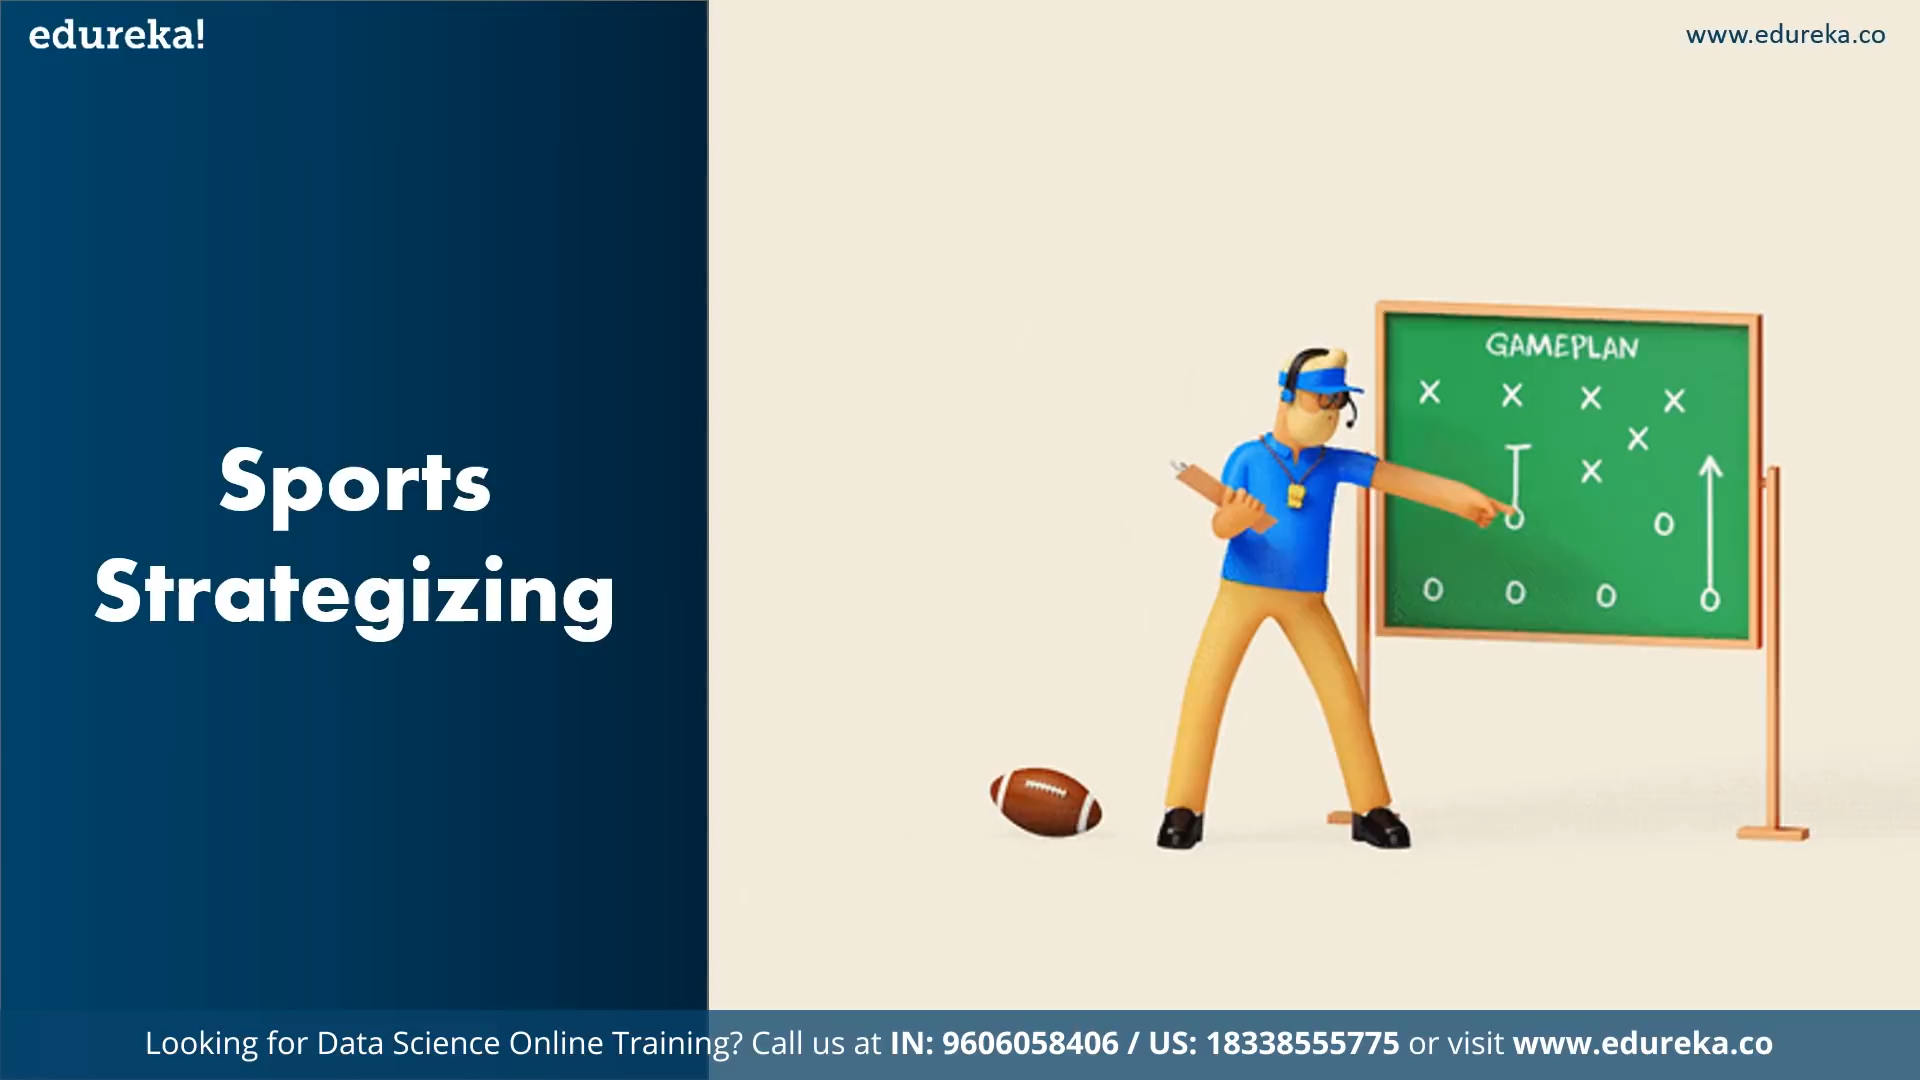 edureka!
www.edureka.co
Sports
Strategizing
GAMEPLAN
X X X X
X
X
O O
O O O O
Looking for Data Science Online Training? Call us at IN: 9606058406 / US: 18338555775 or visit www.edureka.co